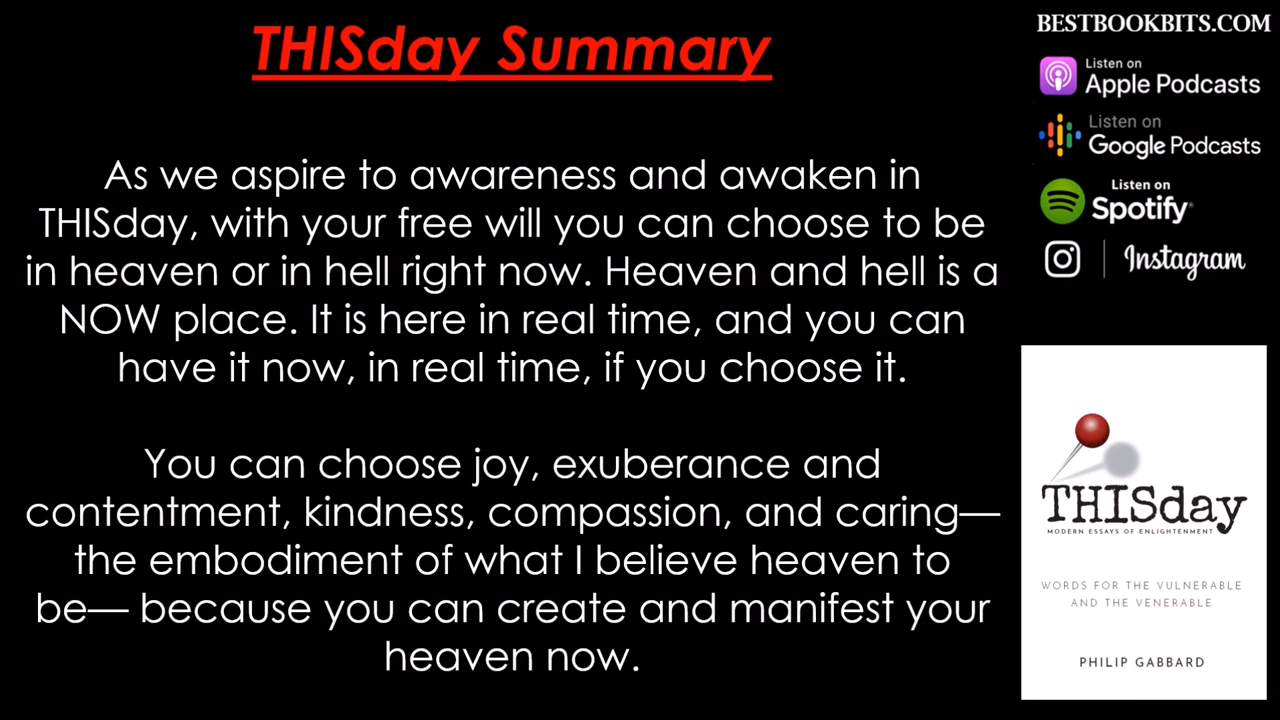 THISday Summary
As we aspire to awareness and awaken in
THISday, with your free will you can choose to be
in heaven or in hell right now. Heaven and hell is a
NOW place. It is here in real time, and you can
have it now, in real time, if you choose it.
You can choose joy, exuberance and
contentment, kindness, compassion, and caring—
the embodiment of what I believe heaven to
be— because you can create and manifest your
heaven now.
BESTBOOKBITS.COM
Listen on
Apple Podcasts
Listen on
Google Podcasts
Listen on
Spotify
Instagram
THISday
MODERN ESSAYS OF ENLIGHTENMENT
WORDS FOR THE VULNERABLE
AND THE VENERABLE
PHILIP GABBARD